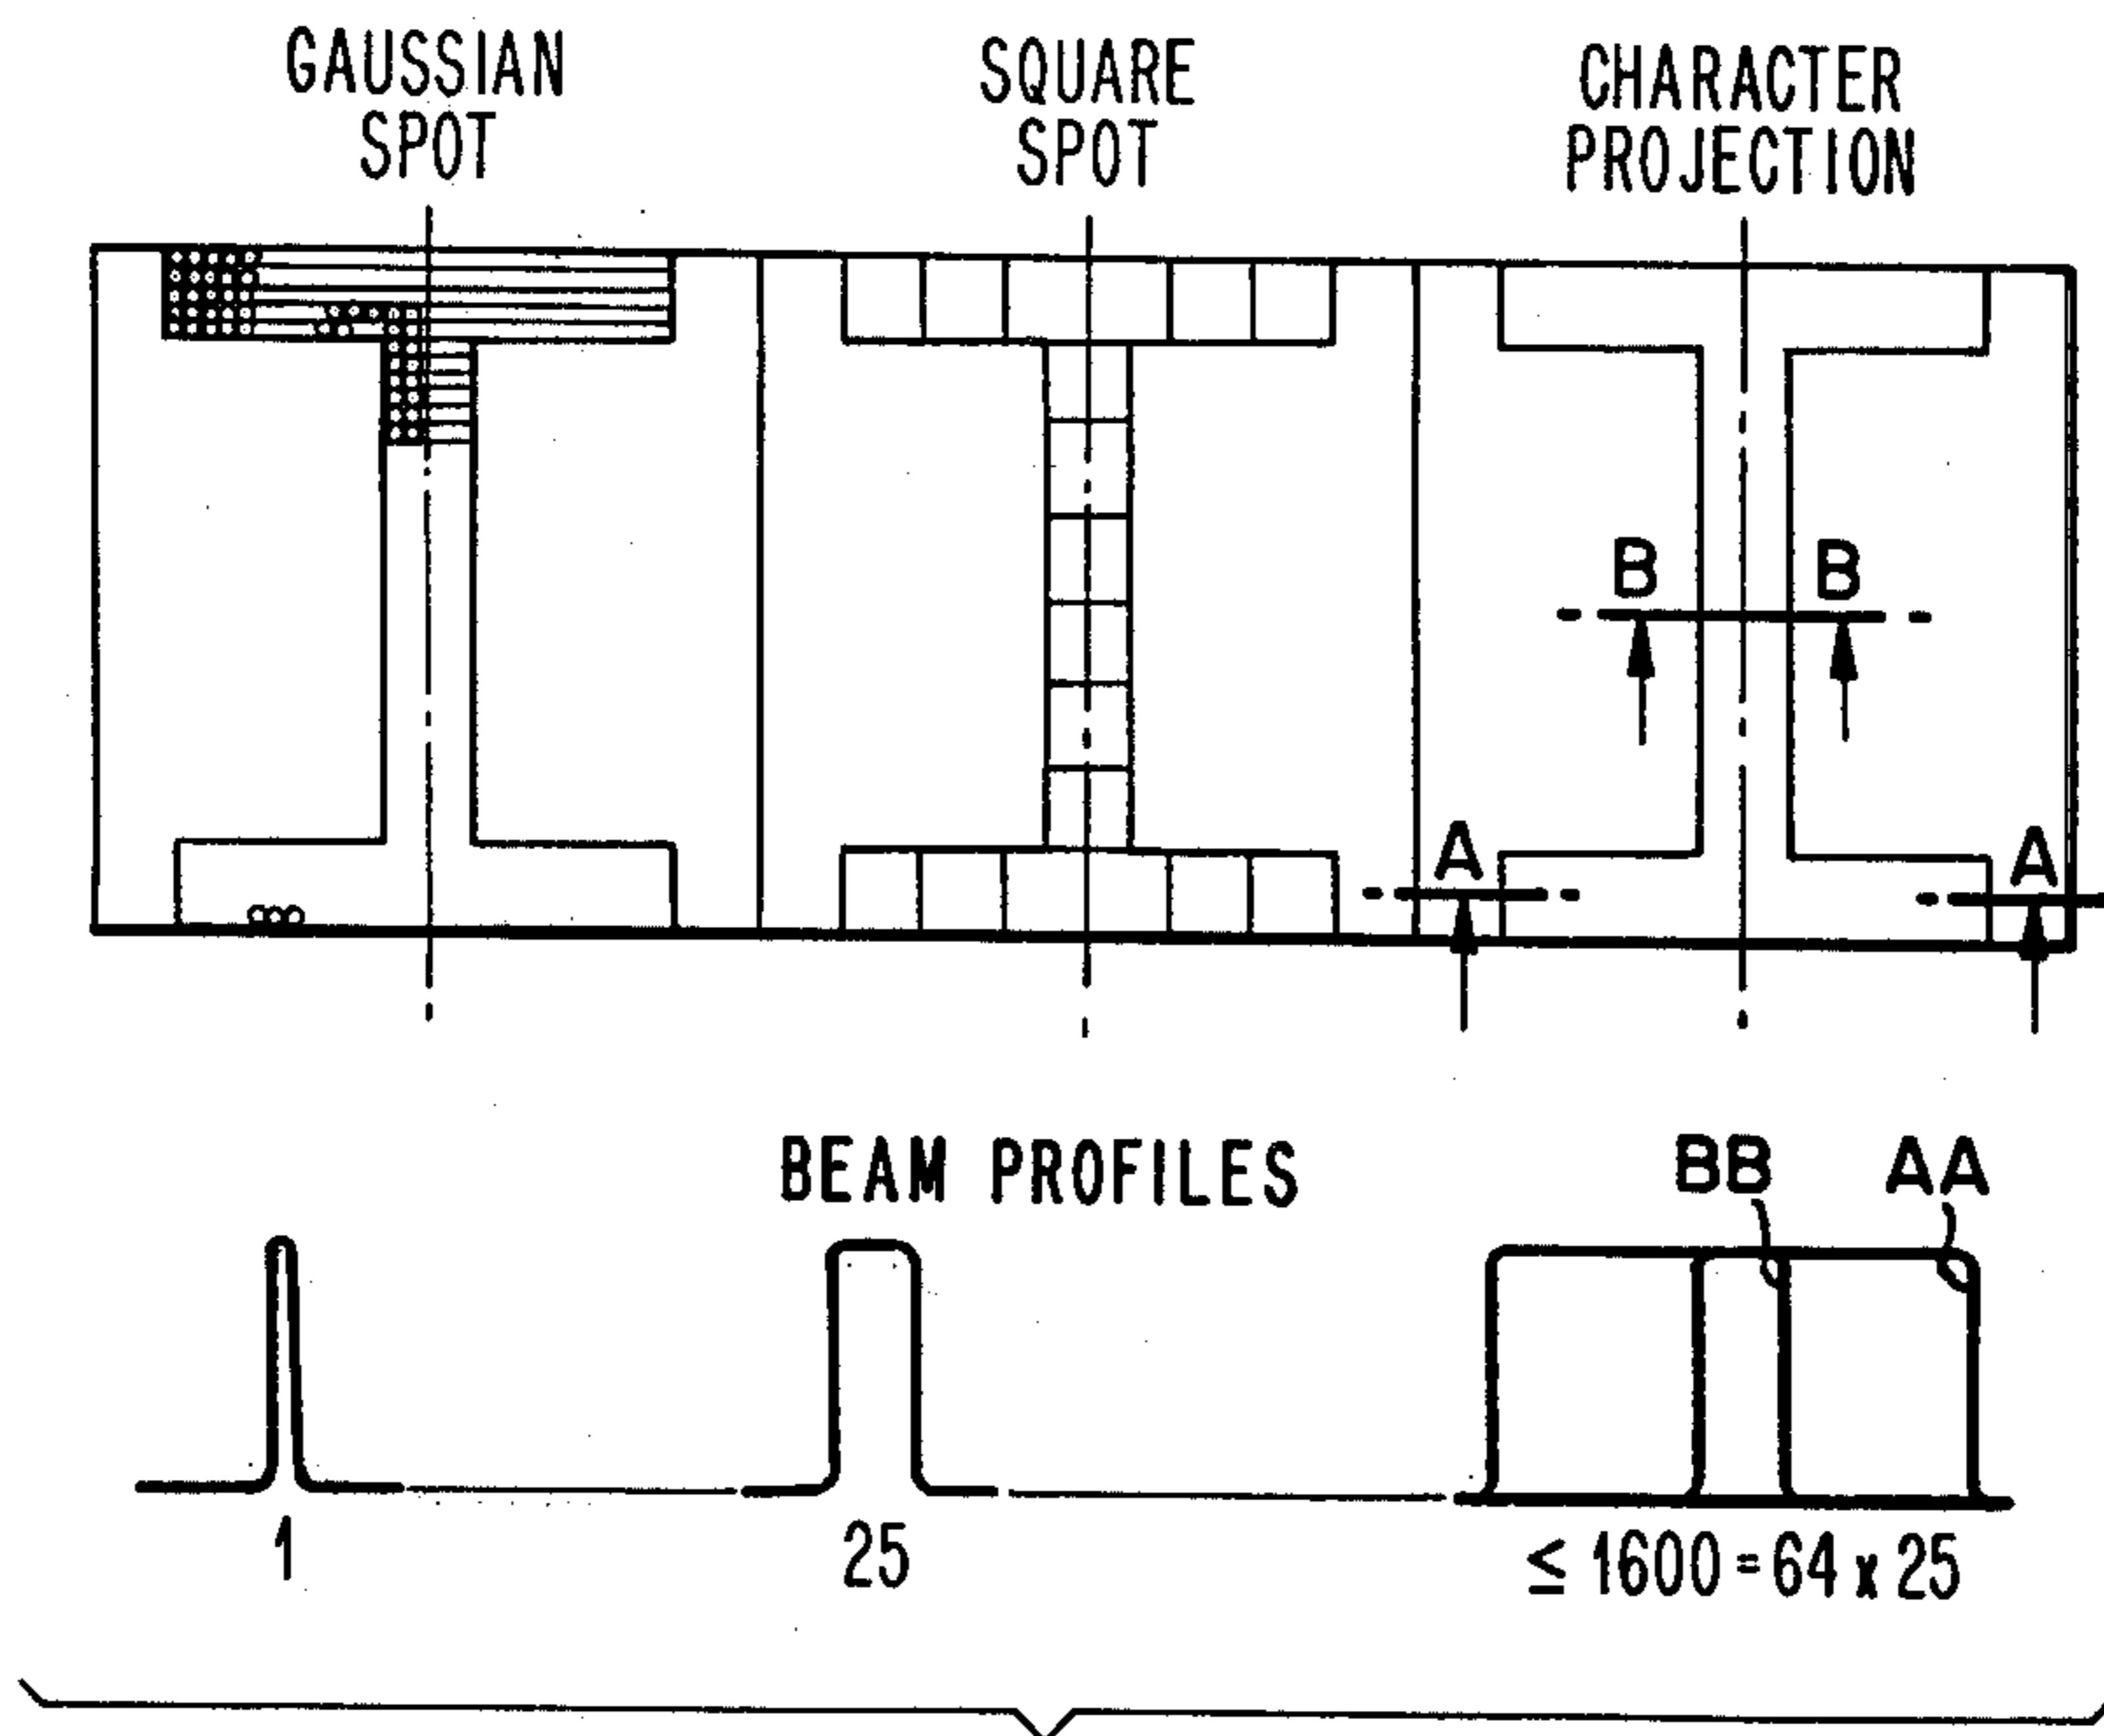 GAUSSIAN
SPOT
SQUARE
SPOT
CHARACTER
PROJECTION
B B
A A
BEAM PROFILES
BB AA
1
25
≤ 1600 = 64 x 25